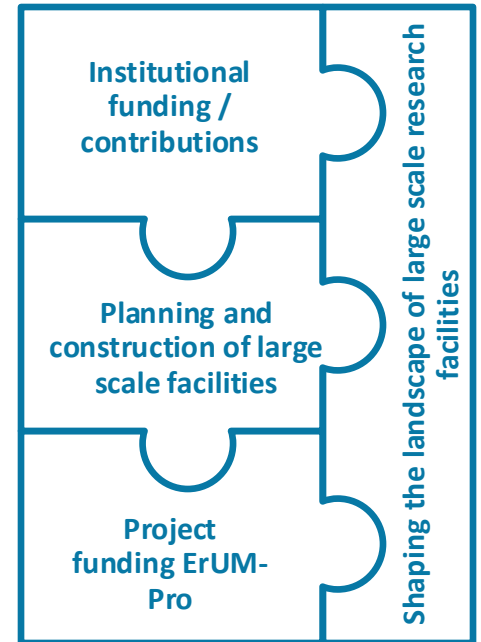 Institutional
funding /
contributions
Planning and
construction of large
scale facilities
Project
funding ErUM-
Pro
Shaping the landscape of large scale research
facilities